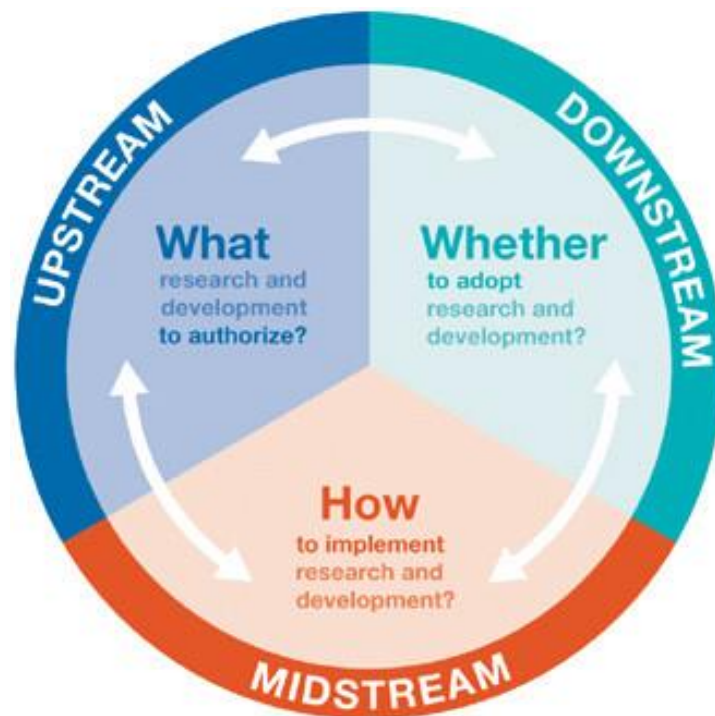 UPSTREAM
What
research and
development
to authorize?
DOWNSTREAM
Whether
to adopt
research and
development?
How
to implement
research and
development?
MIDSTREAM